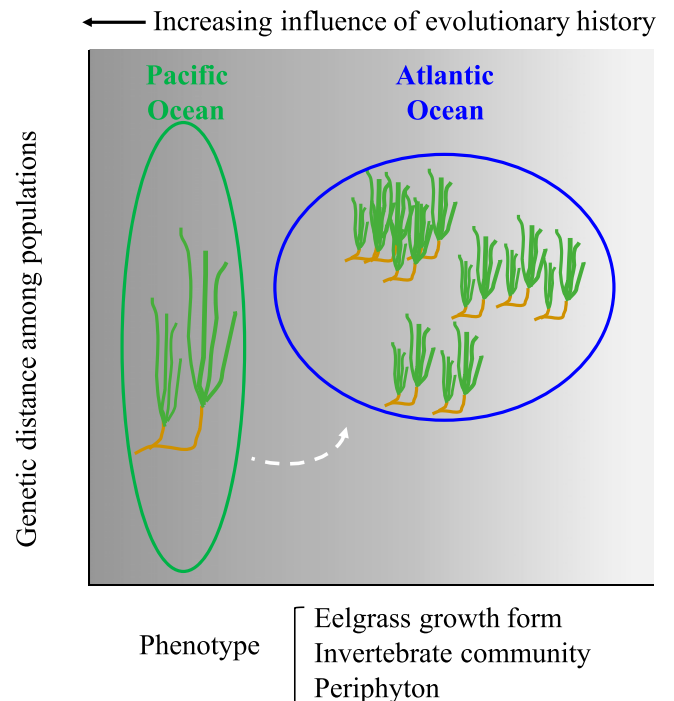 Increasing influence of evolutionary history
Pacific
Ocean
Atlantic
Ocean
Genetic distance among populations
Phenotype
Eelgrass growth form
Invertebrate community
Periphyton